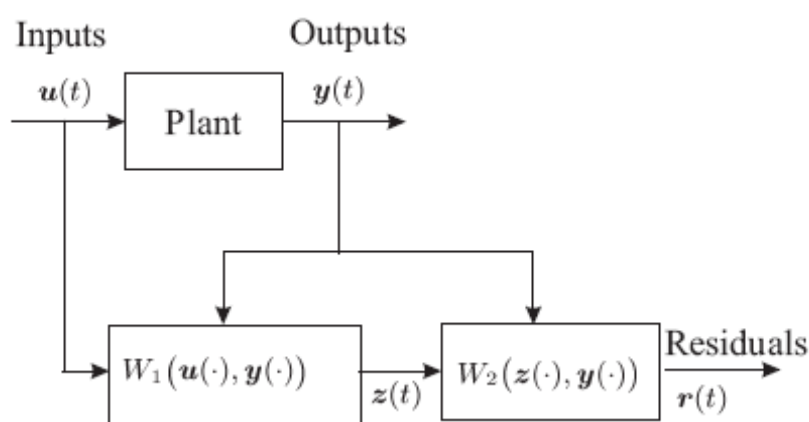 Inputs
Outputs
u(t)
Plant
y(t)
W₁(u(·), y(·))
z(t)
W₂(z(·), y(·))
Residuals
r(t)